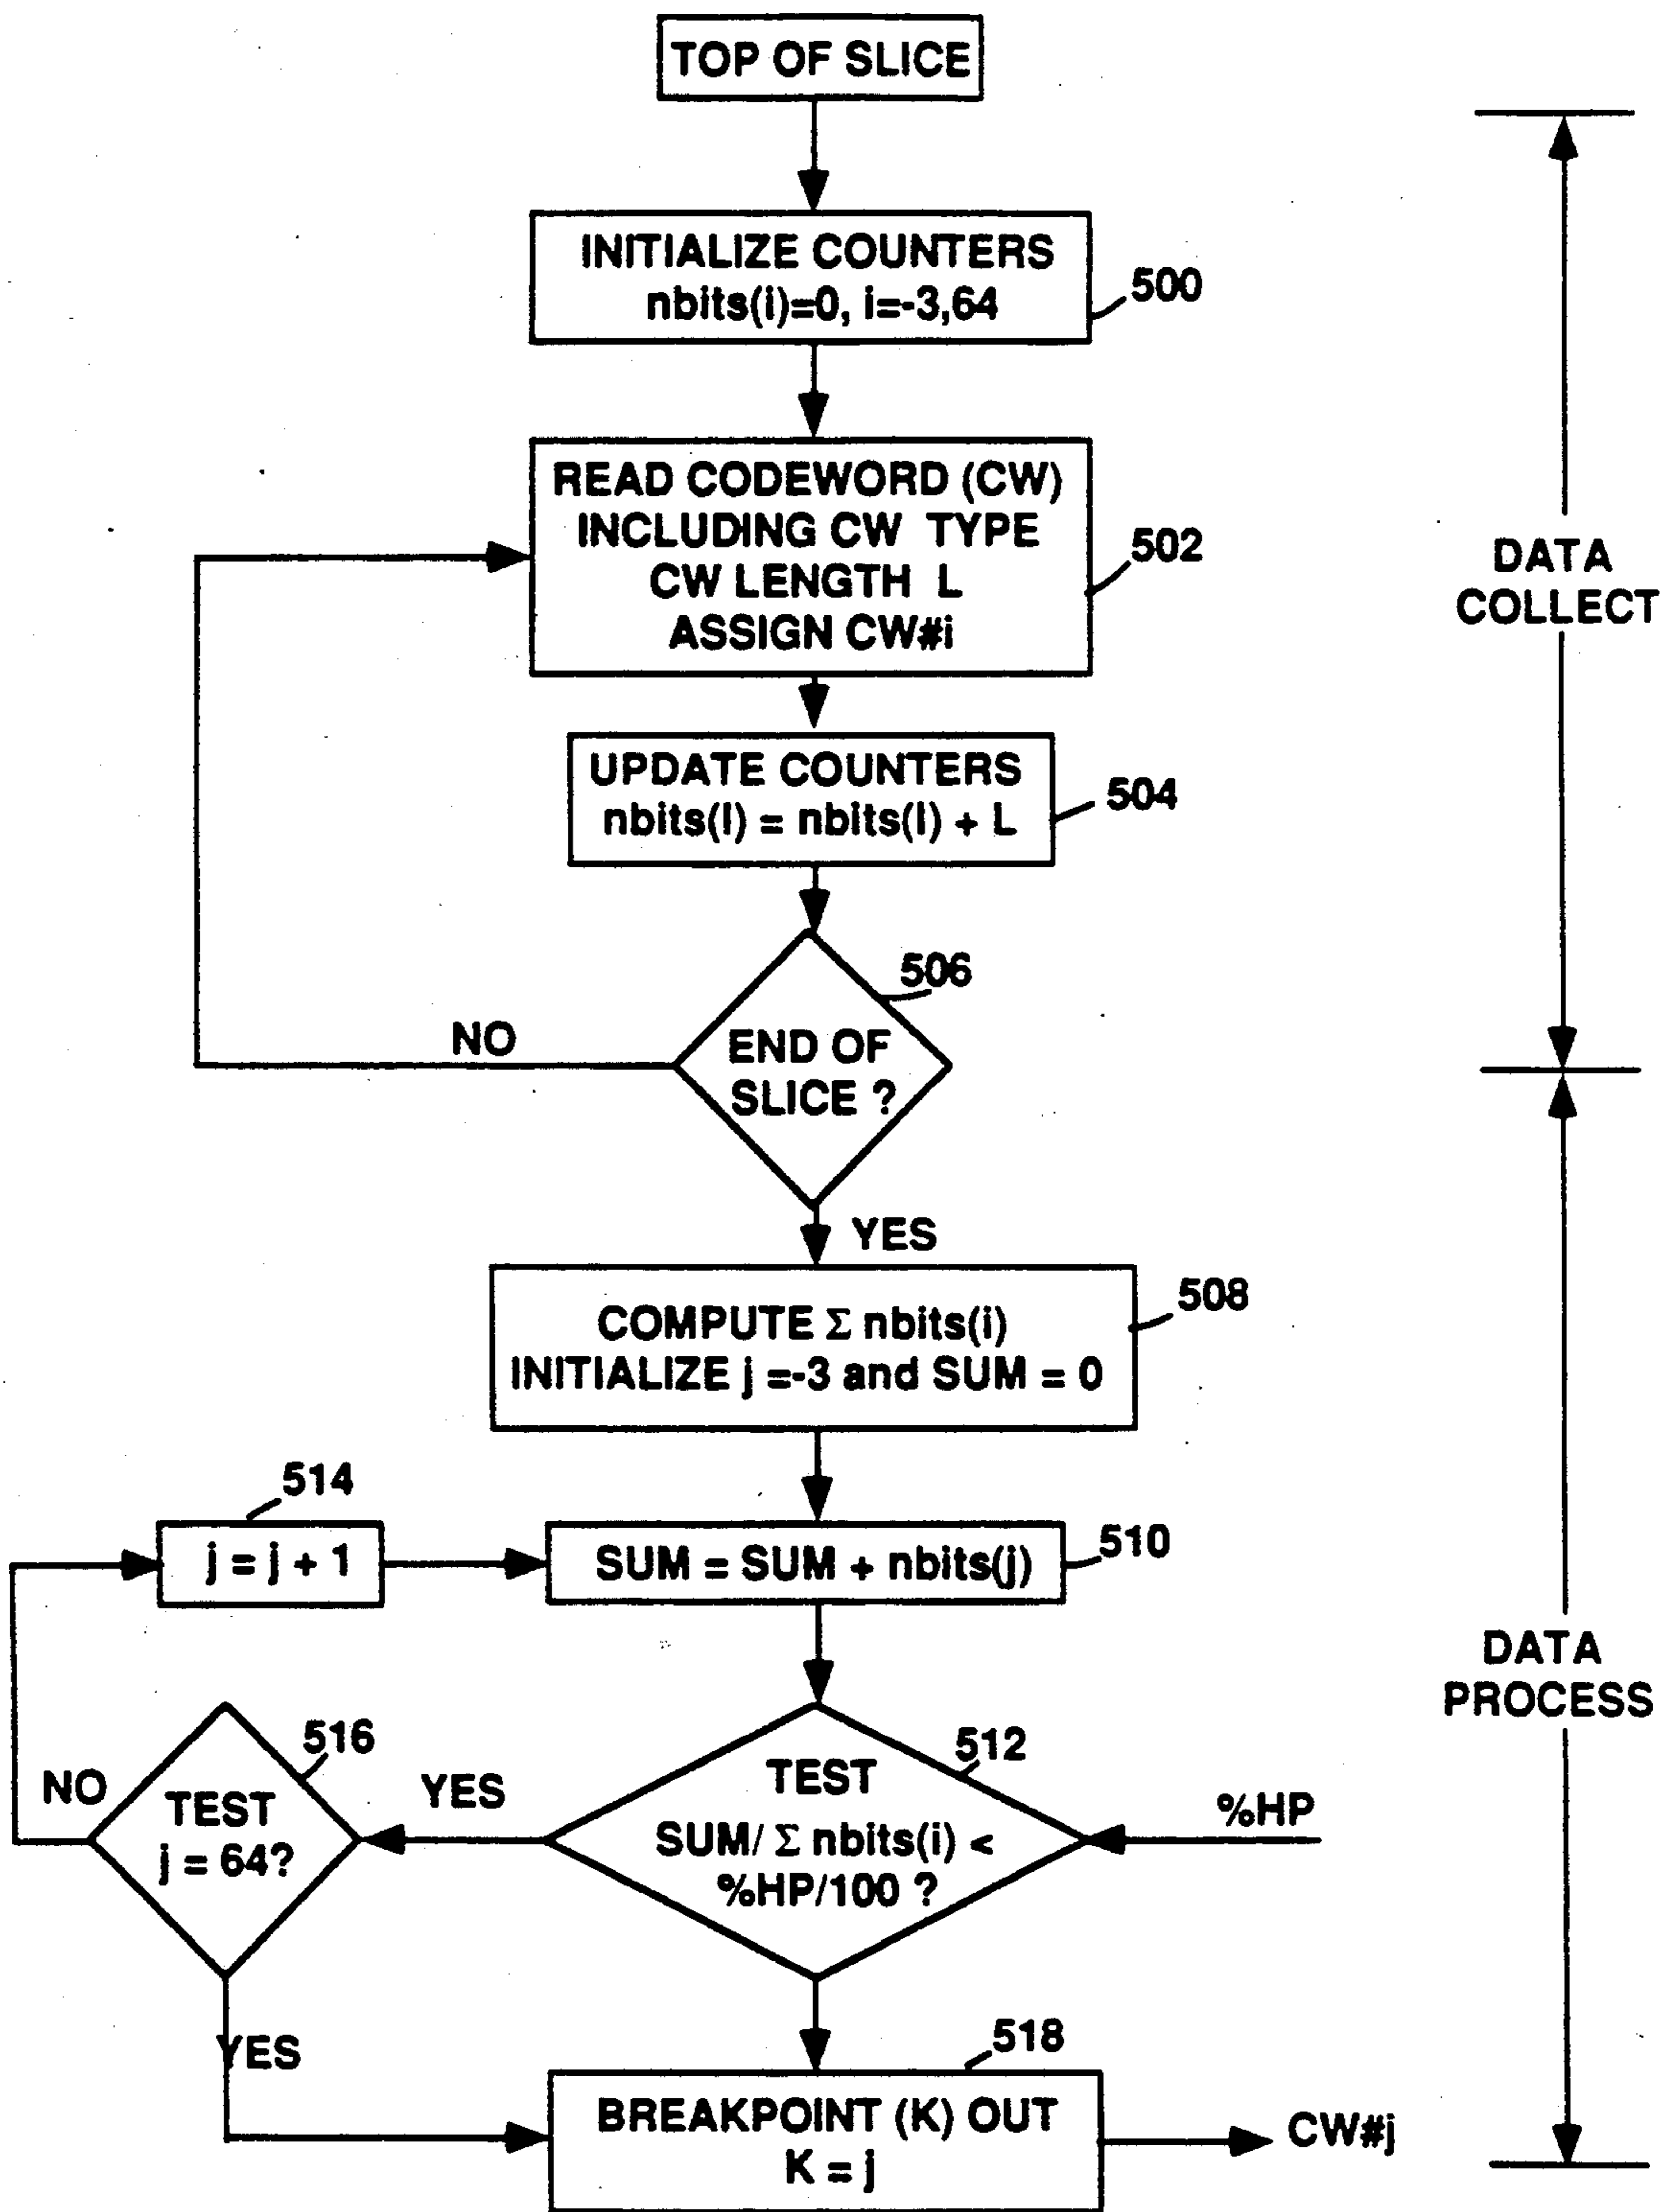 TOP OF SLICE
INITIALIZE COUNTERS
nbits(i)=0, i=-3,64
500
READ CODEWORD (CW)
INCLUDING CW TYPE
CW LENGTH L
ASSIGN CW#i
502
DATA
COLLECT
UPDATE COUNTERS
nbits(I) = nbits(I) + L
504
506
END OF
SLICE ?
NO
YES
COMPUTE Σ nbits(i)
INITIALIZE j =-3 and SUM = 0
508
514
j = j + 1
SUM = SUM + nbits(j)
510
DATA
PROCESS
516
TEST
j = 64?
NO
YES
512
TEST
SUM/ Σ nbits(i) <
%HP/100 ?
%HP
YES
518
BREAKPOINT (K) OUT
K = j
CW#j